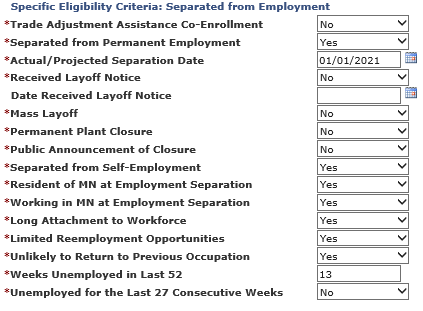 Specific Eligibility Criteria: Separated from Employment
*Trade Adjustment Assistance Co-Enrollment No
*Separated from Permanent Employment Yes
*Actual/Projected Separation Date 01/01/2021
*Received Layoff Notice No
Date Received Layoff Notice
*Mass Layoff No
*Permanent Plant Closure No
*Public Announcement of Closure No
*Separated from Self-Employment Yes
*Resident of MN at Employment Separation Yes
*Working in MN at Employment Separation Yes
*Long Attachment to Workforce Yes
*Limited Reemployment Opportunities Yes
*Unlikely to Return to Previous Occupation Yes
*Weeks Unemployed in Last 52 13
*Unemployed for the Last 27 Consecutive Weeks No